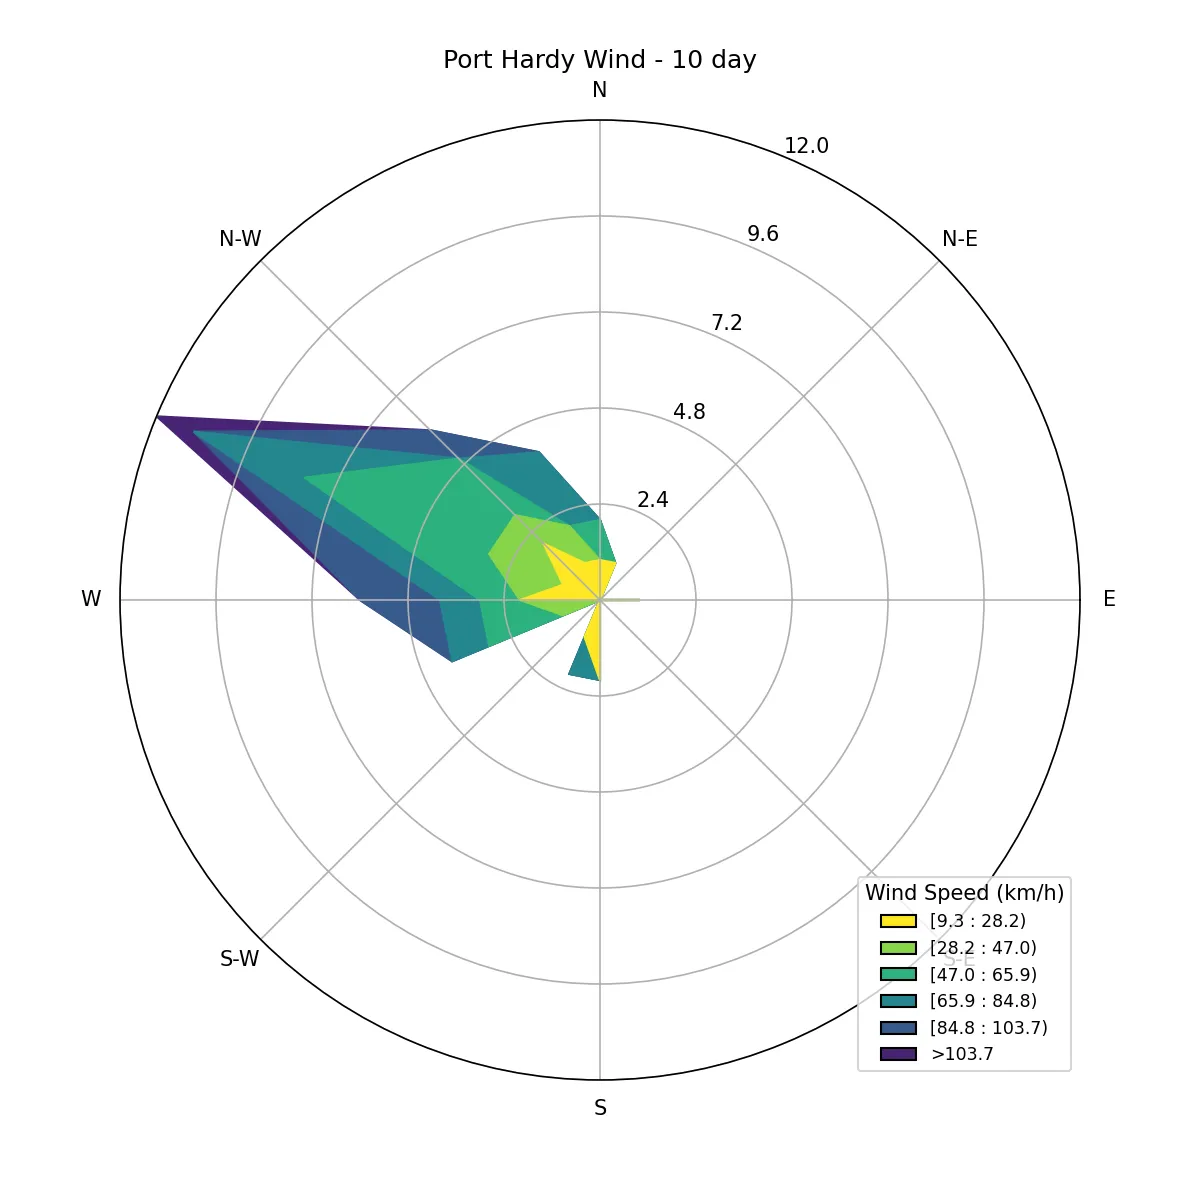 Port Hardy Wind - 10 day
N
12.0
9.6
N-W
N-E
7.2
4.8
2.4
W
E
S-W
S-E
S
Wind Speed (km/h)
[9.3 : 28.2)
[28.2 : 47.0)
[47.0 : 65.9)
[65.9 : 84.8)
[84.8 : 103.7)
>103.7